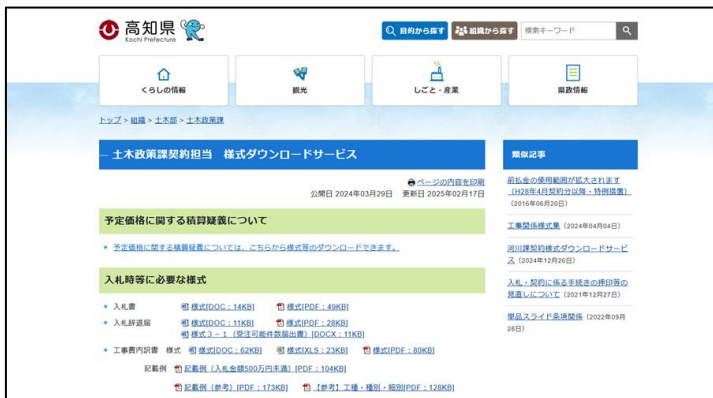 高知県
Kochi Prefecture
目的から探す
組織から探す
検索キーワード
くらしの情報
観光
しごと・産業
県政情報
トップ > 組織 > 土木部 > 土木政策課
土木政策課契約担当 様式ダウンロードサービス
ページの内容を印刷
公開日 2024年03月29日 更新日 2025年02月17日
予定価格に関する積算疑義について
予定価格に関する積算疑義については、こちらから様式等のダウンロードできます。
入札時等に必要な様式
入札書 様式[DOC：14KB] 様式[PDF：49KB]
入札辞退届 様式[DOC：11KB] 様式[PDF：28KB]
様式３－１（受注可能件数届出書）[DOCX：11KB]
工事費内訳書 様式 様式[DOC：62KB] 様式[XLS：23KB] 様式[PDF：80KB]
記載例 記載例（入札金額500万円未満）[PDF：104KB]
記載例（参考）[PDF：173KB] 【参考】工種・種別・細別[PDF：128KB]
類似記事
前払金の使用範囲が拡大されます
（H28年4月契約分以降・特例措置）
（2016年06月20日）
工事関係様式集（2024年04月04日）
河川課契約様式ダウンロードサービ
ス（2024年12月26日）
入札・契約に係る手続きの押印等の
見直しについて（2021年12月27日）
単品スライド条項関係（2022年09月
28日）